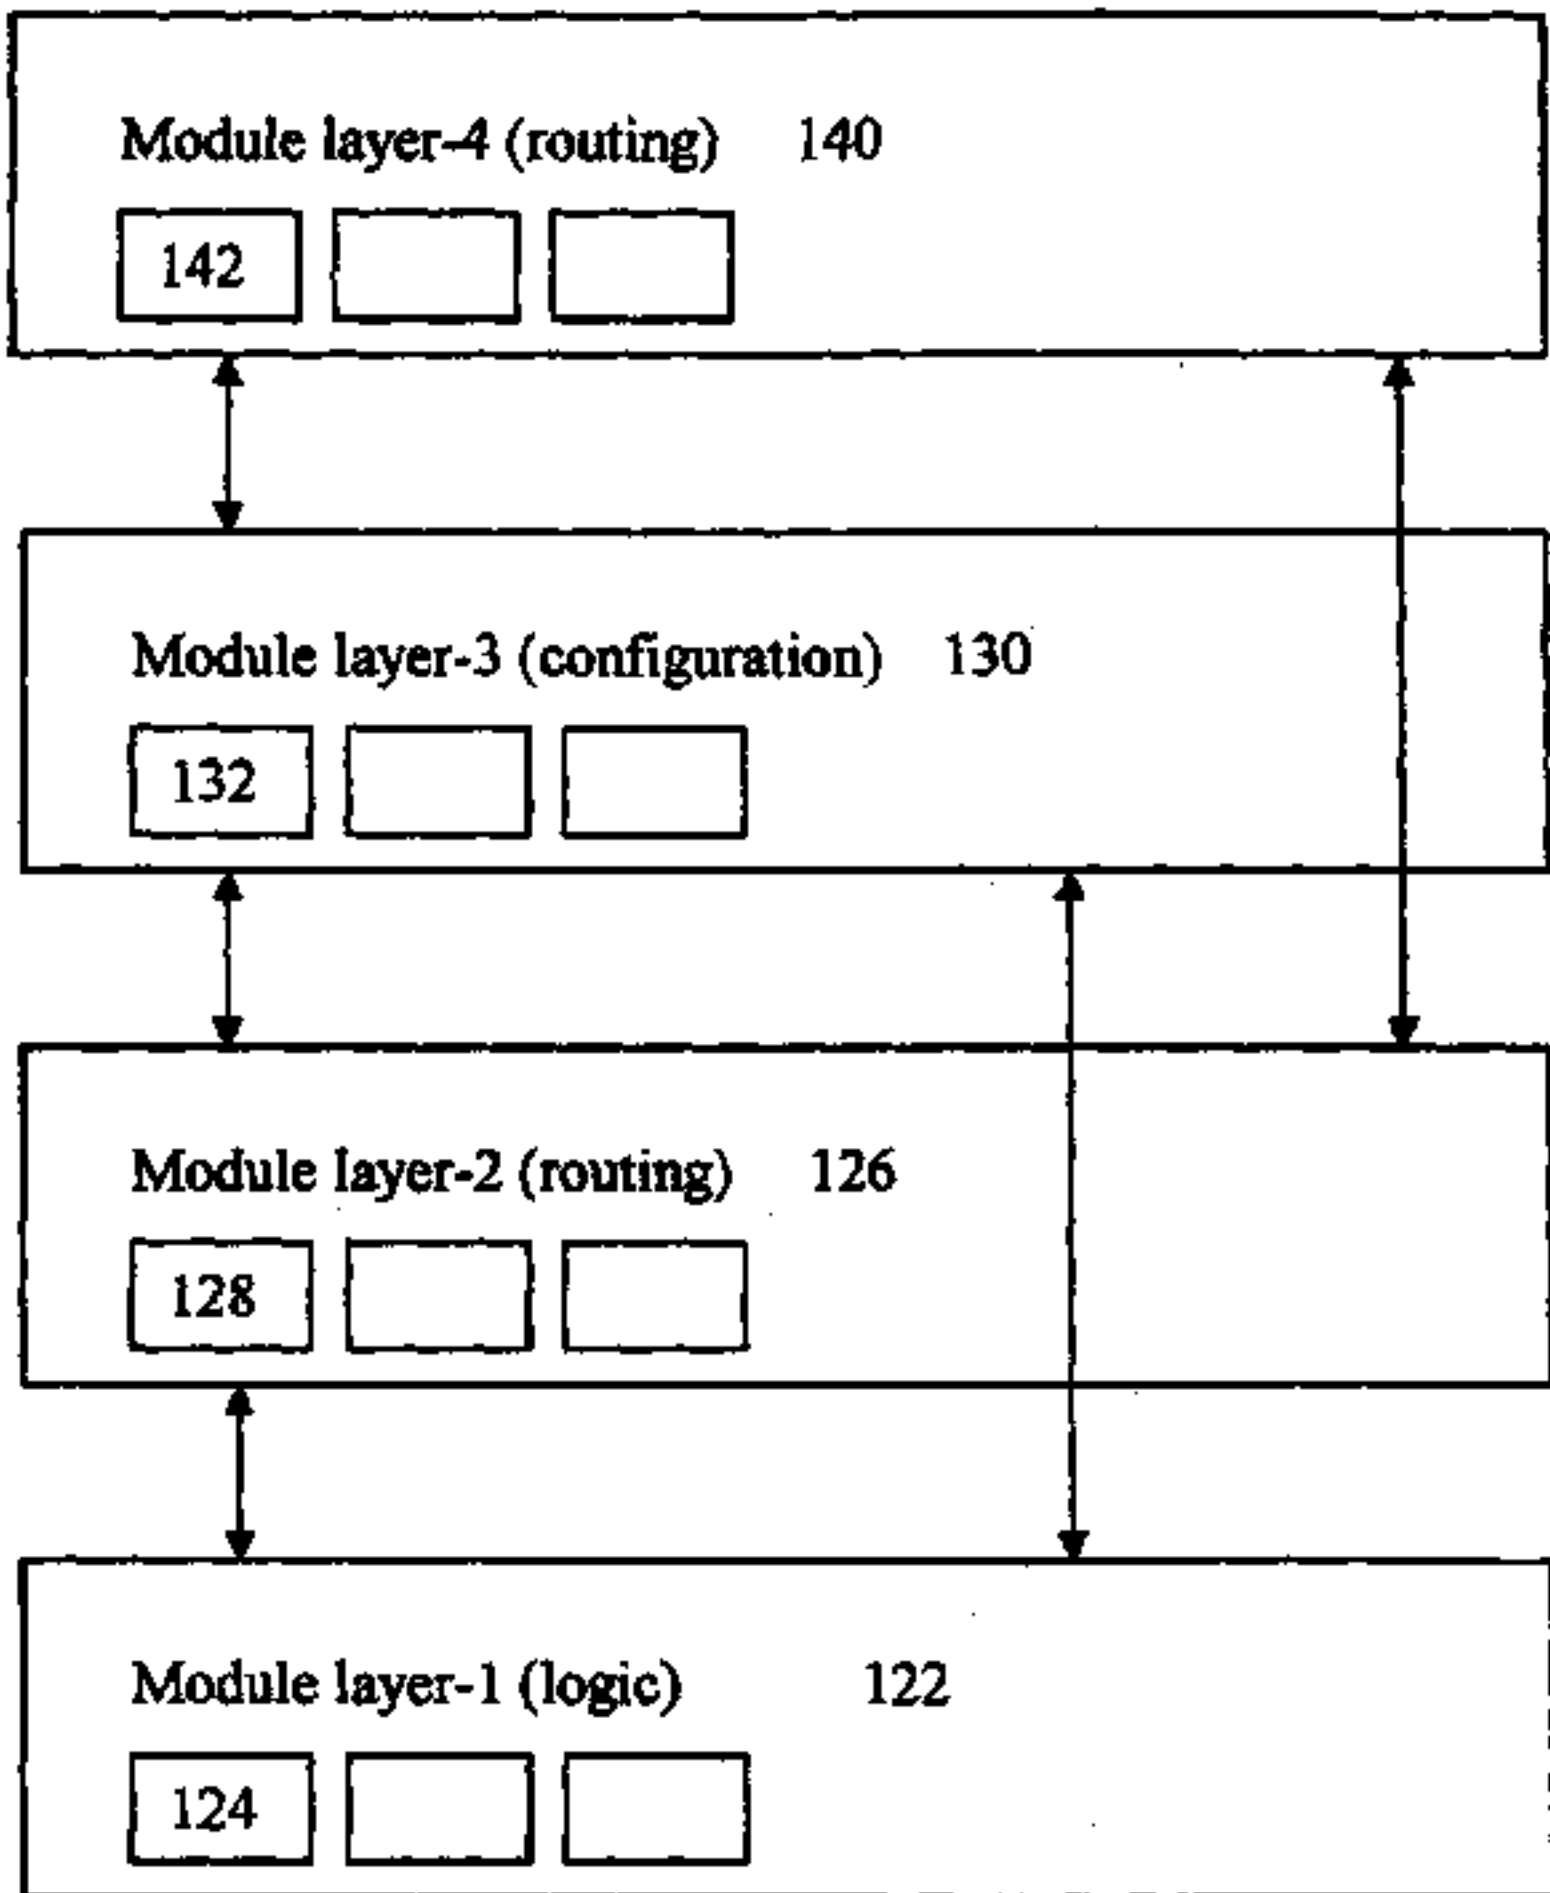 Module layer-4 (routing) 140
142
Module layer-3 (configuration) 130
132
Module layer-2 (routing) 126
128
Module layer-1 (logic) 122
124